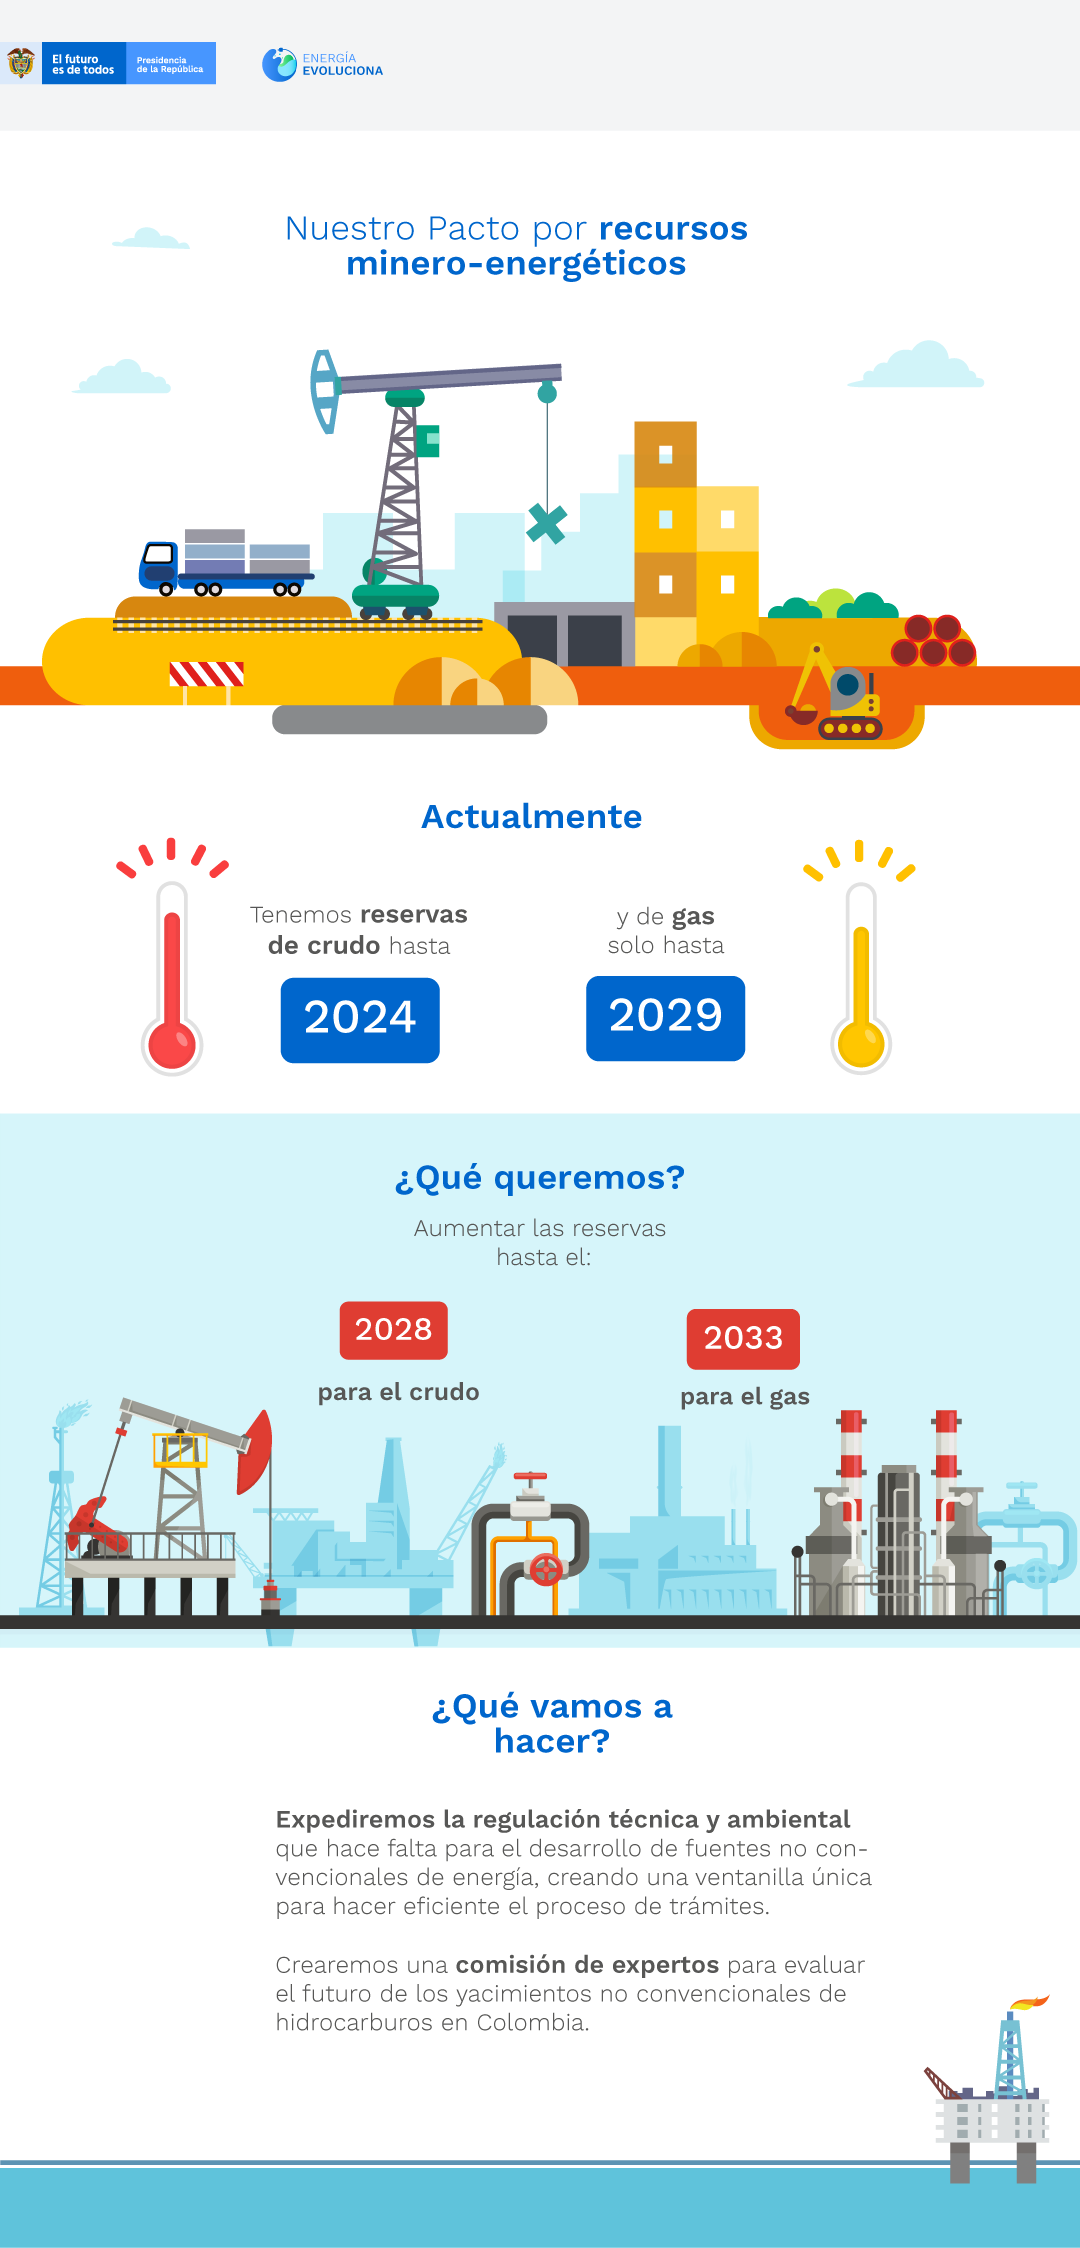 El futuro
es de todos
Presidencia
de la República
ENERGÍA
EVOLUCIONA
Nuestro Pacto por recursos
minero-energéticos
Actualmente
Tenemos reservas
de crudo hasta
2024
y de gas
solo hasta
2029
¿Qué queremos?
Aumentar las reservas
hasta el:
2028
para el crudo
2033
para el gas
¿Qué vamos a
hacer?
Expediremos la regulación técnica y ambiental
que hace falta para el desarrollo de fuentes no con-
vencionales de energía, creando una ventanilla única
para hacer eficiente el proceso de trámites.
Crearemos una comisión de expertos para evaluar
el futuro de los yacimientos no convencionales de
hidrocarburos en Colombia.